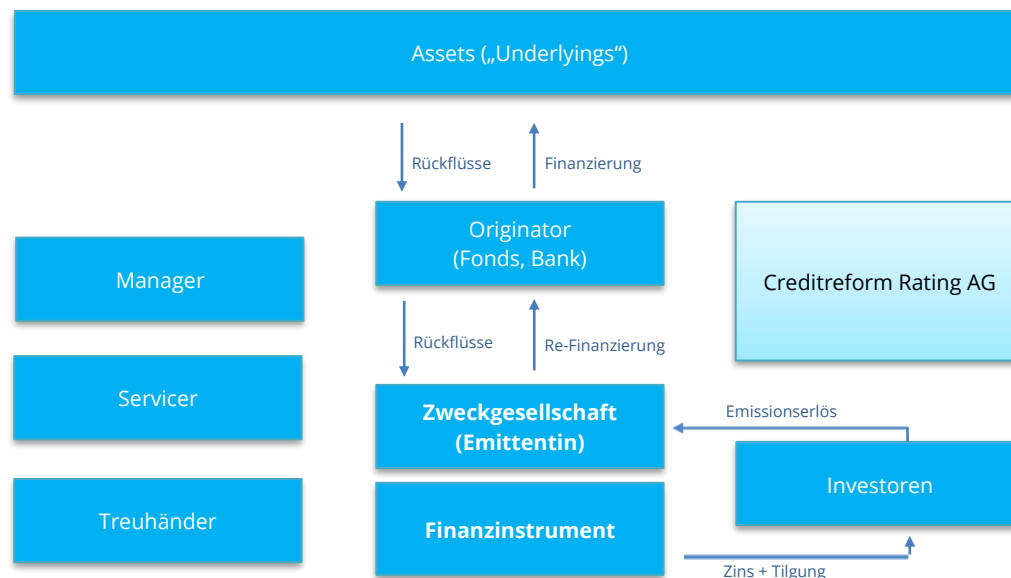 Assets („Underlyings“)
Rückflüsse
Finanzierung
Originator
(Fonds, Bank)
Manager
Creditreform Rating AG
Rückflüsse
Re-Finanzierung
Servicer
Zweckgesellschaft
(Emittentin)
Emissionserlös
Investoren
Treuhänder
Finanzinstrument
Zins + Tilgung